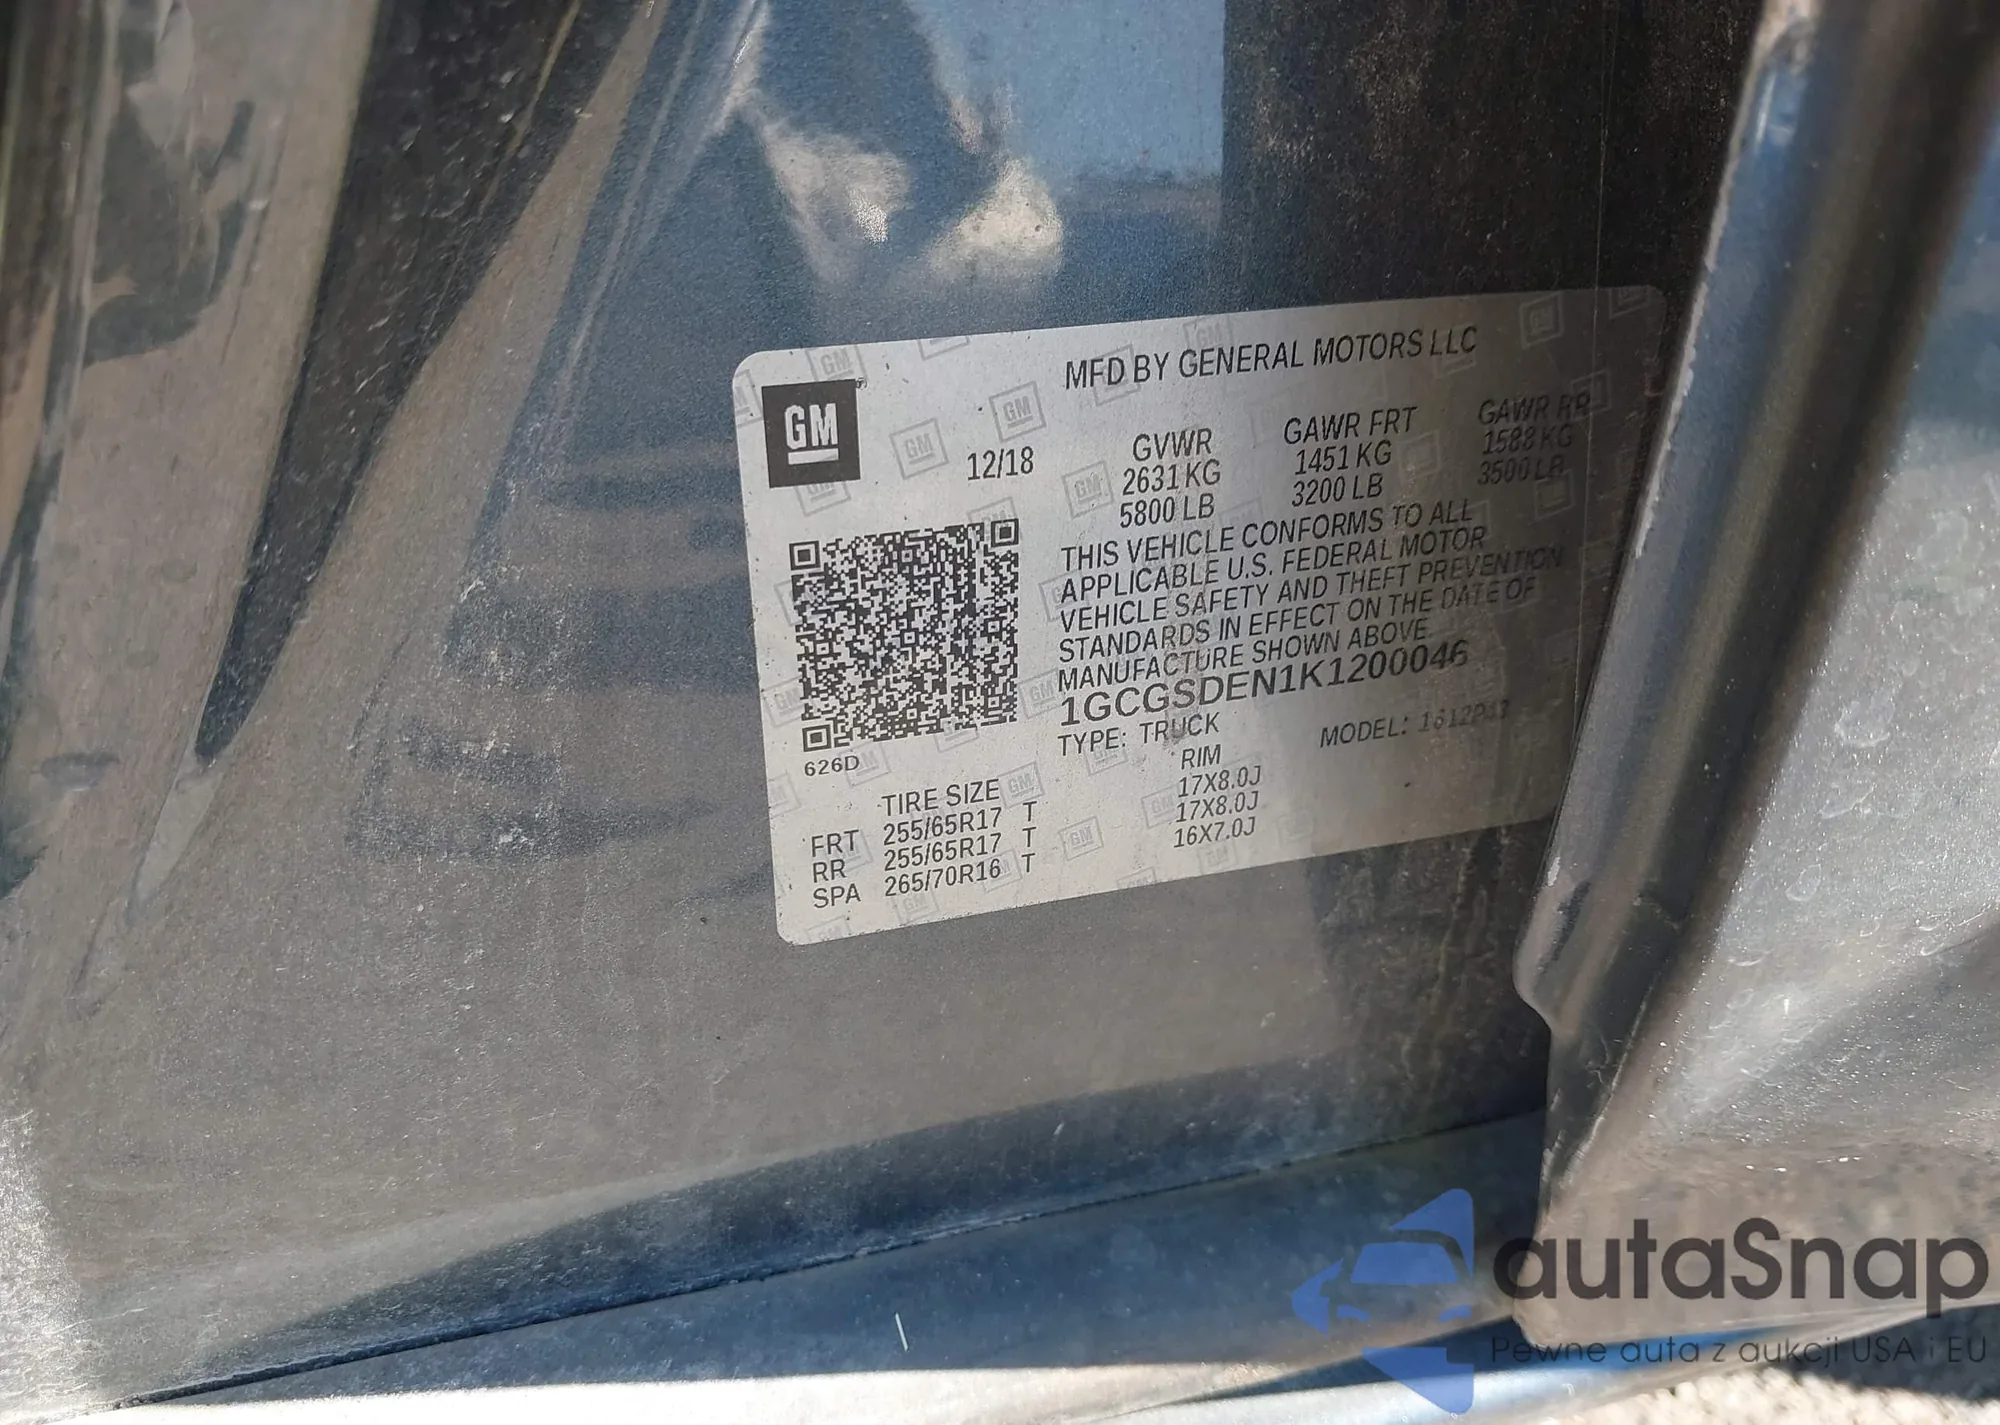 MFD BY GENERAL MOTORS LLC
GM
12/18
GVWR GAWR FRT GAWR RR
2631 KG 1451 KG 1588 KG
5800 LB 3200 LB 3500 LB
THIS VEHICLE CONFORMS TO ALL
APPLICABLE U.S. FEDERAL MOTOR
VEHICLE SAFETY AND THEFT PREVENTION
STANDARDS IN EFFECT ON THE DATE OF
MANUFACTURE SHOWN ABOVE.
1GCGSDEN1K1200046
TYPE: TRUCK MODEL:
626D
TIRE SIZE RIM
FRT 255/65R17 T 17X8.0J
RR 255/65R17 T 17X8.0J
SPA 265/70R16 T 16X7.0J
autaSnap
Pewne auta z aukcji USA i EU